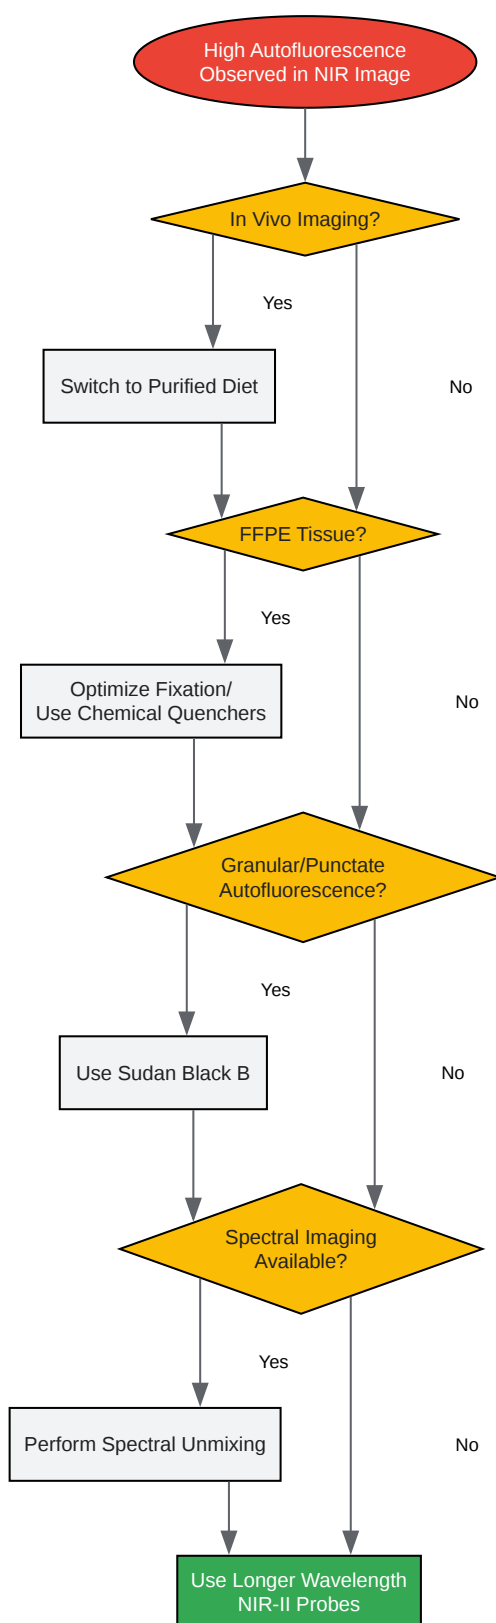 High Autofluorescence
Observed in NIR Image
In Vivo Imaging?
Yes
Switch to Purified Diet
No
FFPE Tissue?
Yes
Optimize Fixation/
Use Chemical Quenchers
No
Granular/Punctate
Autofluorescence?
Yes
Use Sudan Black B
No
Spectral Imaging
Available?
Yes
Perform Spectral Unmixing
No
Use Longer Wavelength
NIR-II Probes